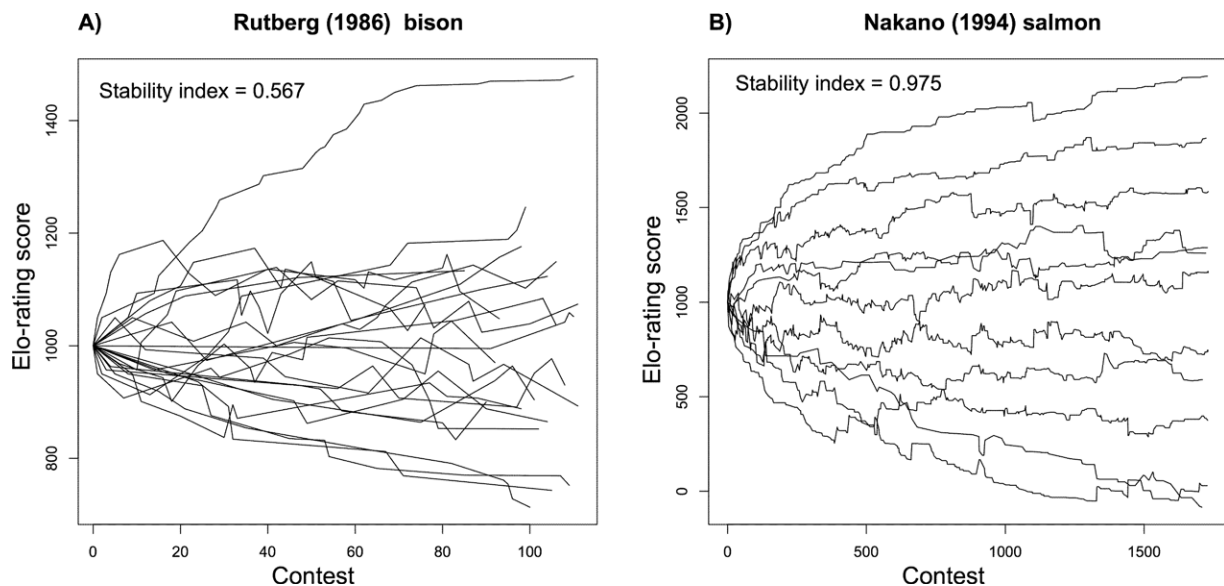 A) Rutberg (1986) bison
Stability index = 0.567
Elo-rating score
1400
1200
1000
800
0 20 40 60 80 100
Contest
B) Nakano (1994) salmon
Stability index = 0.975
Elo-rating score
2000
1500
1000
500
0
0 500 1000 1500
Contest